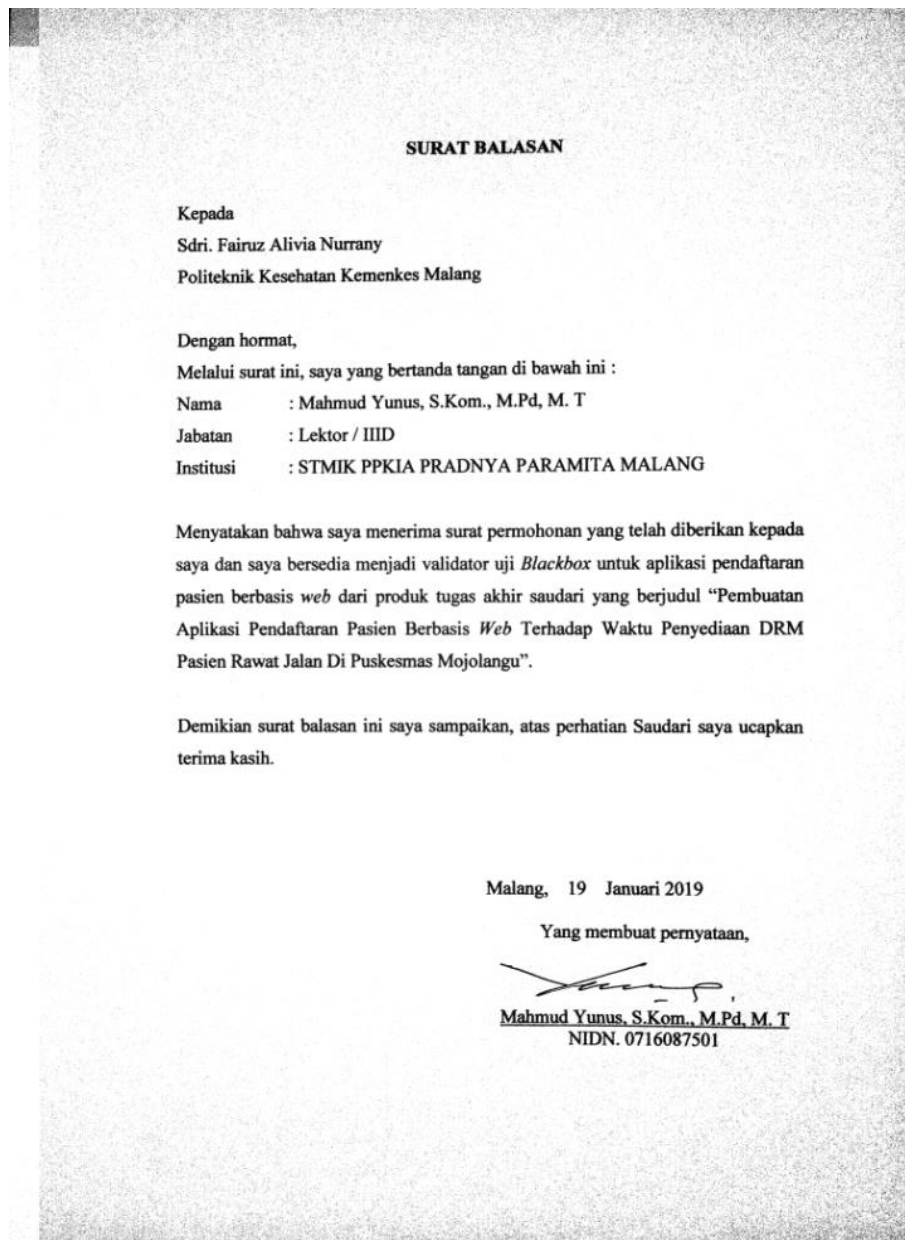 SURAT BALASAN
Kepada
Sdri. Fairuz Alivia Nurrany
Politeknik Kesehatan Kemenkes Malang
Dengan hormat,
Melalui surat ini, saya yang bertanda tangan di bawah ini :
Nama : Mahmud Yunus, S.Kom., M.Pd, M. T
Jabatan : Lektor / IIID
Institusi : STMIK PPKIA PRADNYA PARAMITA MALANG
Menyatakan bahwa saya menerima surat permohonan yang telah diberikan kepada
saya dan saya bersedia menjadi validator uji Blackbox untuk aplikasi pendaftaran
pasien berbasis web dari produk tugas akhir saudari yang berjudul “Pembuatan
Aplikasi Pendaftaran Pasien Berbasis Web Terhadap Waktu Penyediaan DRM
Pasien Rawat Jalan Di Puskesmas Mojolangu”.
Demikian surat balasan ini saya sampaikan, atas perhatian Saudari saya ucapkan
terima kasih.
Malang, 19 Januari 2019
Yang membuat pernyataan,
Mahmud Yunus, S.Kom., M.Pd, M. T
NIDN. 0716087501